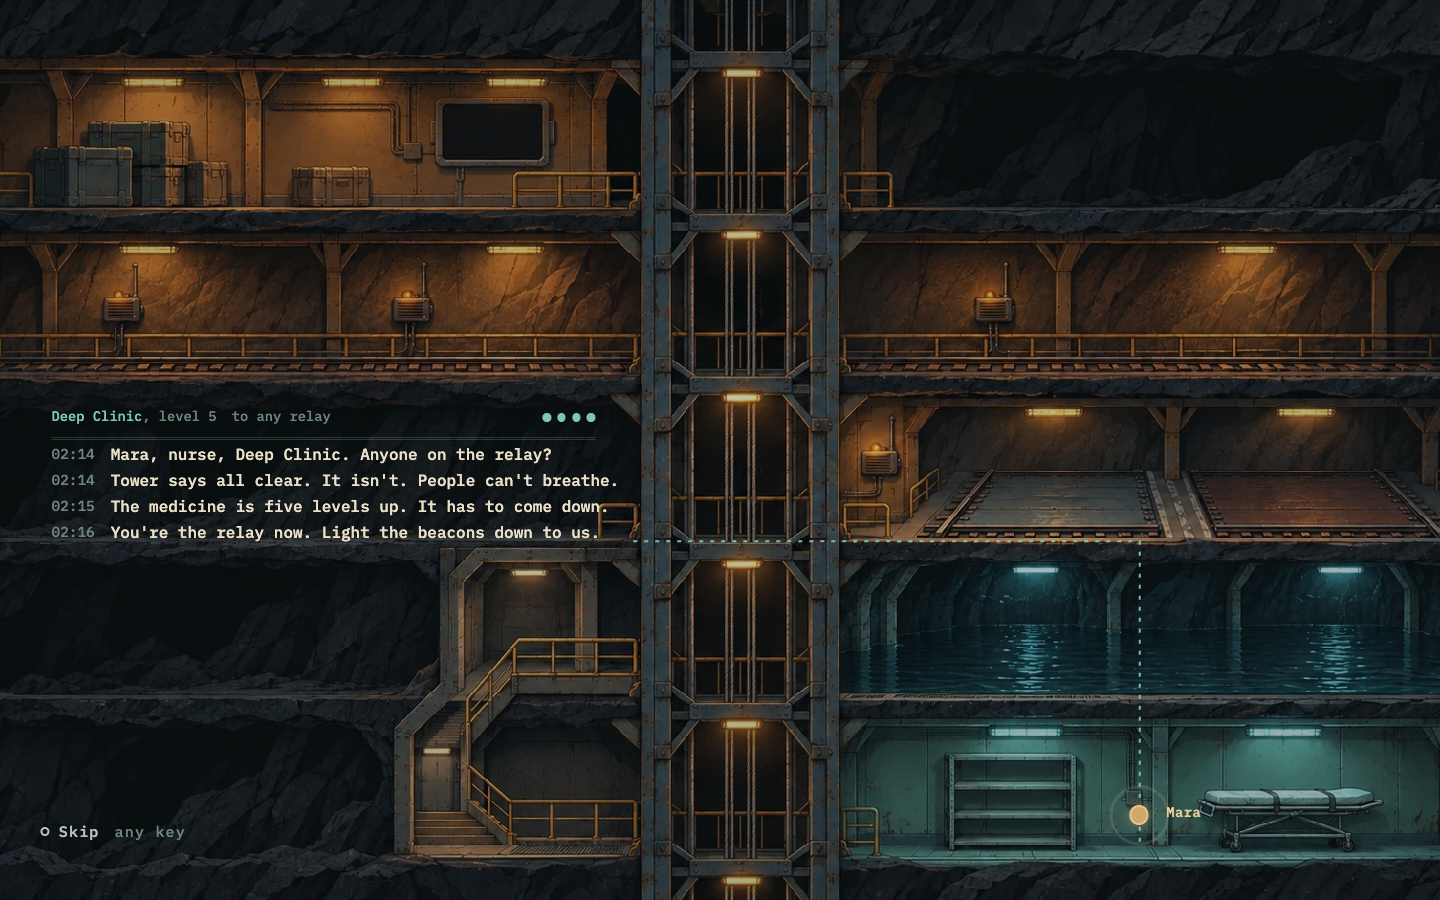 Deep Clinic, level 5 to any relay
02:14 Mara, nurse, Deep Clinic. Anyone on the relay?
02:14 Tower says all clear. It isn't. People can't breathe.
02:15 The medicine is five levels up. It has to come down.
02:16 You're the relay now. Light the beacons down to us.
Mara
Skip any key